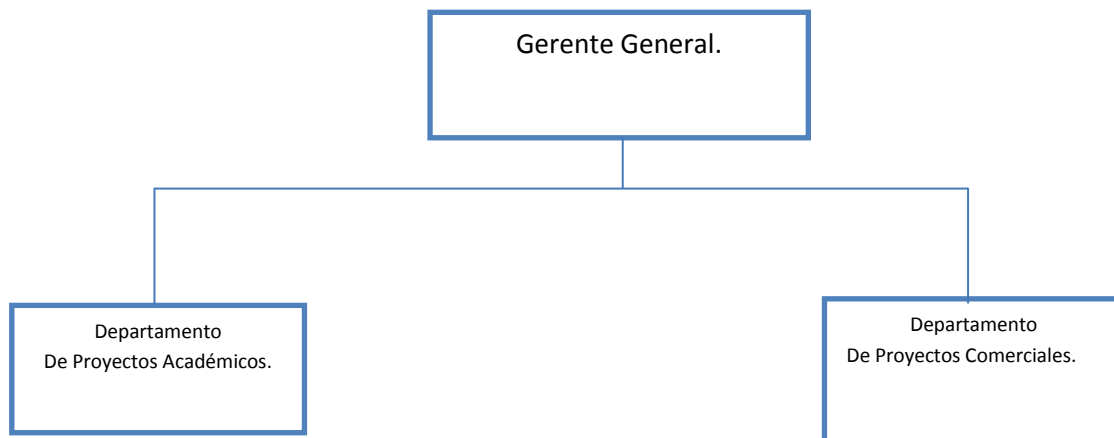 Gerente General.
Departamento
De Proyectos Académicos.
Departamento
De Proyectos Comerciales.